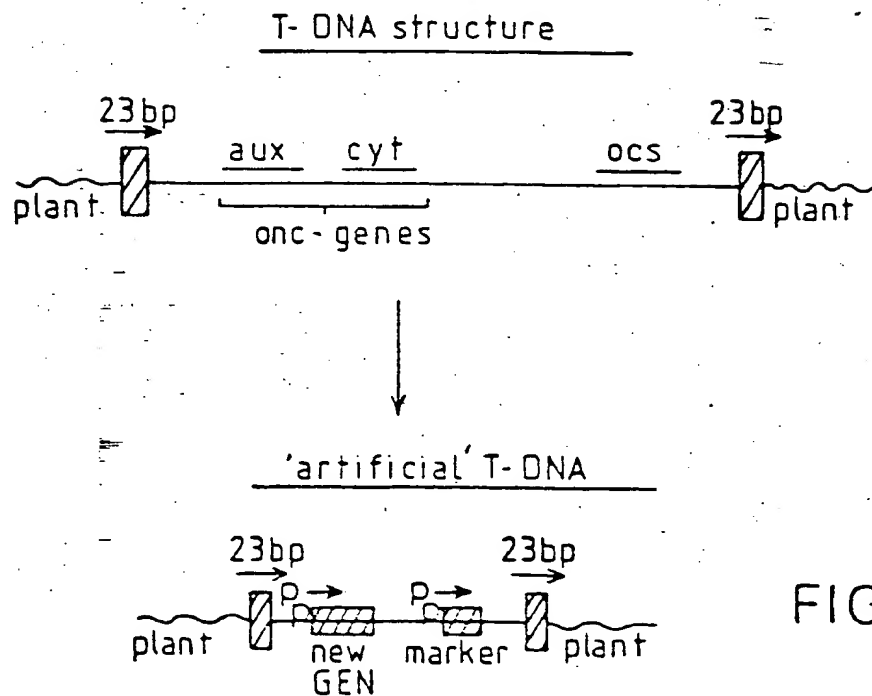 T-DNA structure
23bp
23bp
aux cyt ocs
plant plant
onc-genes
'artificial' T-DNA
23bp 23bp
P P
plant new marker plant
GEN
FIG